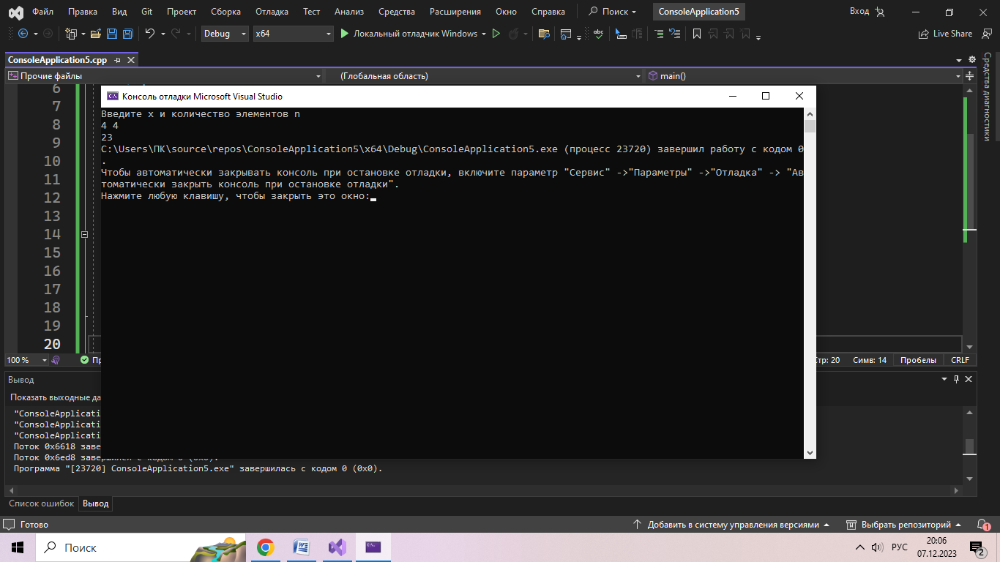 Файл Правка Вид Git Проект Сборка Отладка Тест Анализ Средства Расширения Окно Справка Поиск ConsoleApplication5 Вход
Debug x64 Локальный отладчик Windows Live Share
ConsoleApplication5.cpp
Прочие файлы (Глобальная область) main()
Средства диагностики
6
7
8
9
10
11
12
13
14
15
16
17
18
19
20
Консоль отладки Microsoft Visual Studio
Введите x и количество элементов n
4 4
23
C:\Users\ПК\source\repos\ConsoleApplication5\x64\Debug\ConsoleApplication5.exe (процесс 23720) завершил работу с кодом 0
.
Чтобы автоматически закрывать консоль при остановке отладки, включите параметр "Сервис" ->"Параметры" ->"Отладка" -> "Ав
томатически закрыть консоль при остановке отладки".
Нажмите любую клавишу, чтобы закрыть это окно:
100 % Стр: 20 Симв: 14 Пробелы CRLF
Вывод
Показать выходные да
"ConsoleApplicati
"ConsoleApplicati
"ConsoleApplicati
Поток 0x6618 заве
Поток 0x6ed8 завершился с кодом 0 (0x0).
Программа "[23720] ConsoleApplication5.exe" завершилась с кодом 0 (0x0).
Список ошибок Вывод
Готово Добавить в систему управления версиями Выбрать репозиторий 1
Поиск РУС 20:06
07.12.2023 2